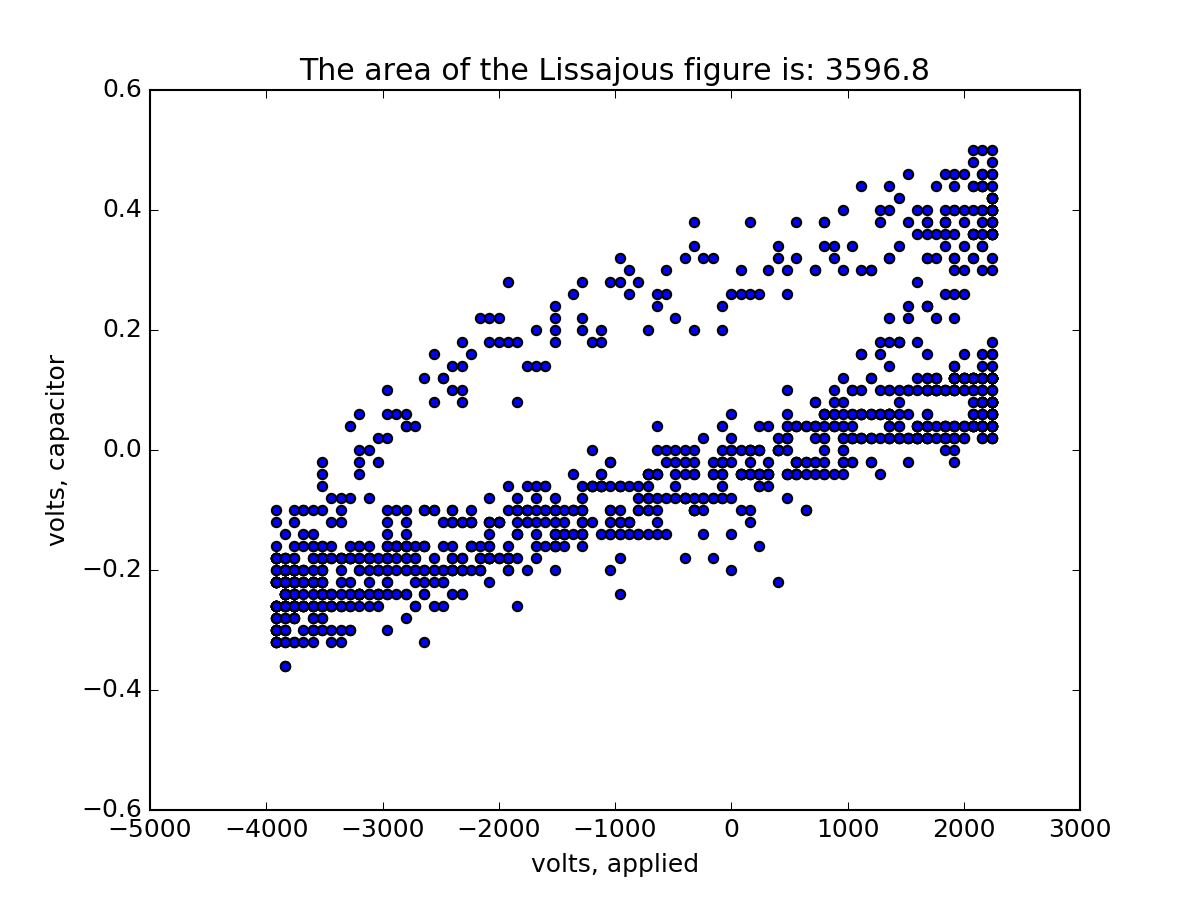 The area of the Lissajous figure is: 3596.8
0.6
0.4
0.2
0.0
−0.2
−0.4
−0.6
−5000 −4000 −3000 −2000 −1000 0 1000 2000 3000
volts, applied
volts, capacitor